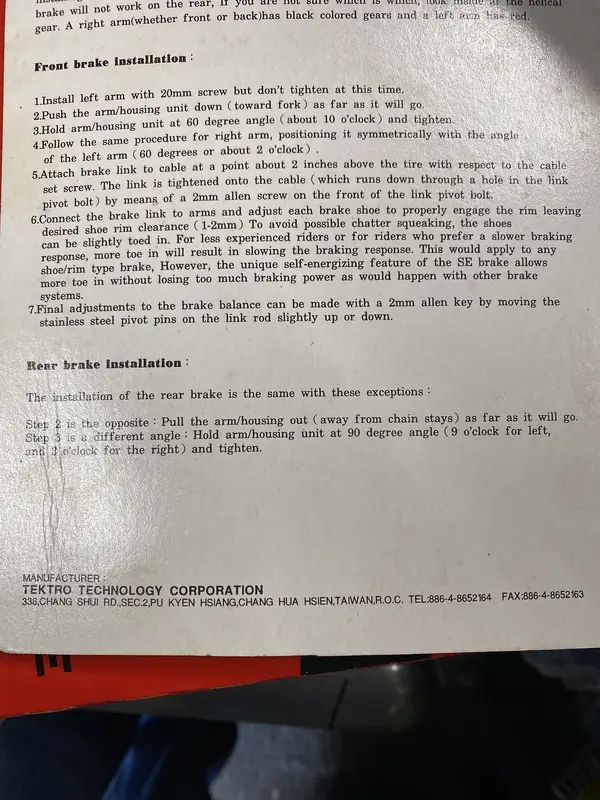 brake will not work on the rear, If you are not sure which is which, look inside at the helical
gear. A right arm(whether front or back)has black colored gears and a left arm has red.
Front brake installation :
1.Install left arm with 20mm screw but don't tighten at this time.
2.Push the arm/housing unit down (toward fork) as far as it will go.
3.Hold arm/housing unit at 60 degree angle (about 10 o'clock) and tighten.
4.Follow the same procedure for right arm, positioning it symmetrically with the angle
of the left arm (60 degrees or about 2 o'clock) .
5.Attach brake link to cable at a point about 2 inches above the tire with respect to the cable
set screw. The link is tightened onto the cable (which runs down through a hole in the link
pivot bolt) by means of a 2mm allen screw on the front of the link pivot bolt.
6.Connect the brake link to arms and adjust each brake shoe to properly engage the rim leaving
desired shoe rim clearance (1-2mm) To avoid possible chatter squeaking, the shoes
can be slightly toed in. For less experienced riders or for riders who prefer a slower braking
response, more toe in will result in slowing the braking response. This would apply to any
shoe/rim type brake, However, the unique self-energizing feature of the SE brake allows
more toe in without losing too much braking power as would happen with other brake
systems.
7.Final adjustments to the brake balance can be made with a 2mm allen key by moving the
stainless steel pivot pins on the link rod slightly up or down.
Rear brake installation :
The installation of the rear brake is the same with these exceptions :
Step 2 is the opposite : Pull the arm/housing out (away from chain stays) as far as it will go.
Step 3 is a different angle : Hold arm/housing unit at 90 degree angle (9 o'clock for left,
and 3 o'clock for the right) and tighten.
MANUFACTURER :
TEKTRO TECHNOLOGY CORPORATION
338,CHANG SHUI RD.,SEC.2,PU KYEN HSIANG,CHANG HUA HSIEN,TAIWAN,R.O.C. TEL:886-4-8652164 FAX:886-4-8652163